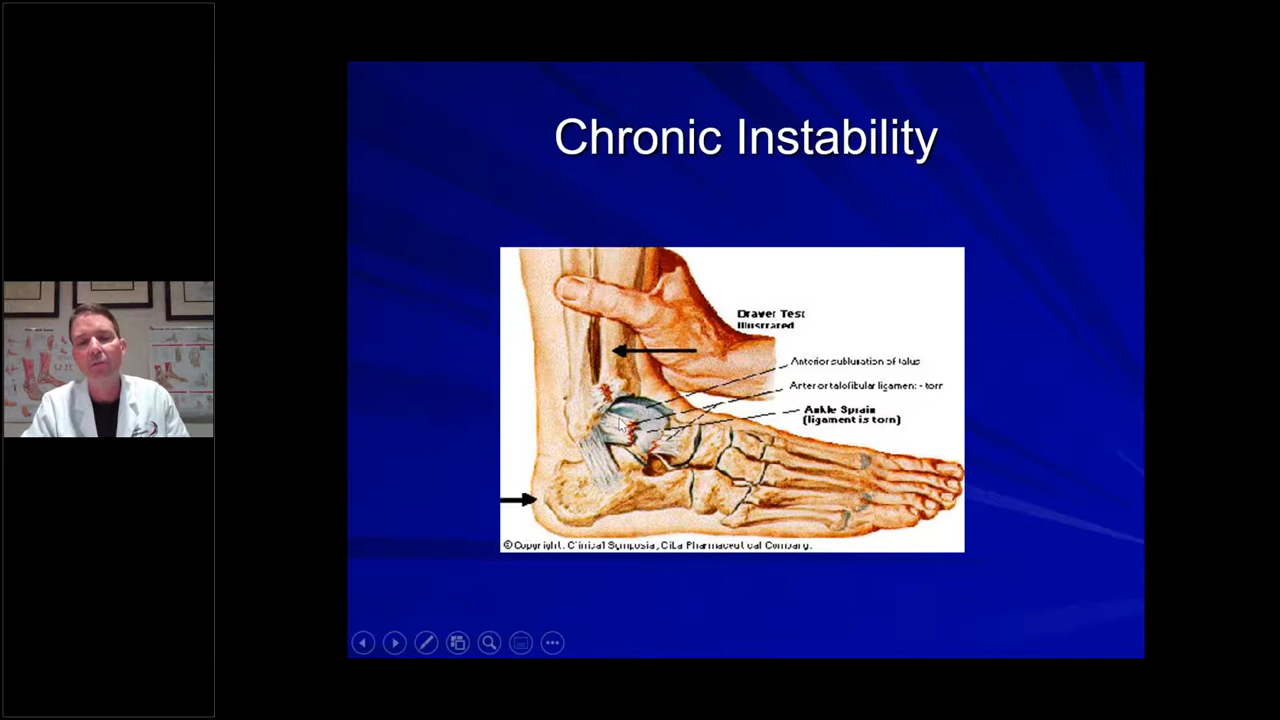 Chronic Instability
Drawer Test
Illustrated
Anterior subluxation of talus
Anterior talofibular ligament - torn
Ankle Sprain
(ligament is torn)
© Copyright, Clinical Symposia, Ciba Pharmaceutical Company.